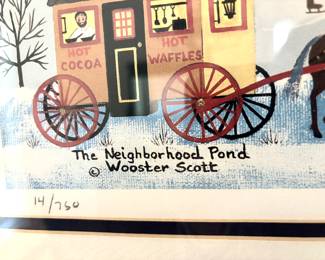 HOT
COCOA
HOT
WAFFLES
The Neighborhood Pond
© Wooster Scott
14/750